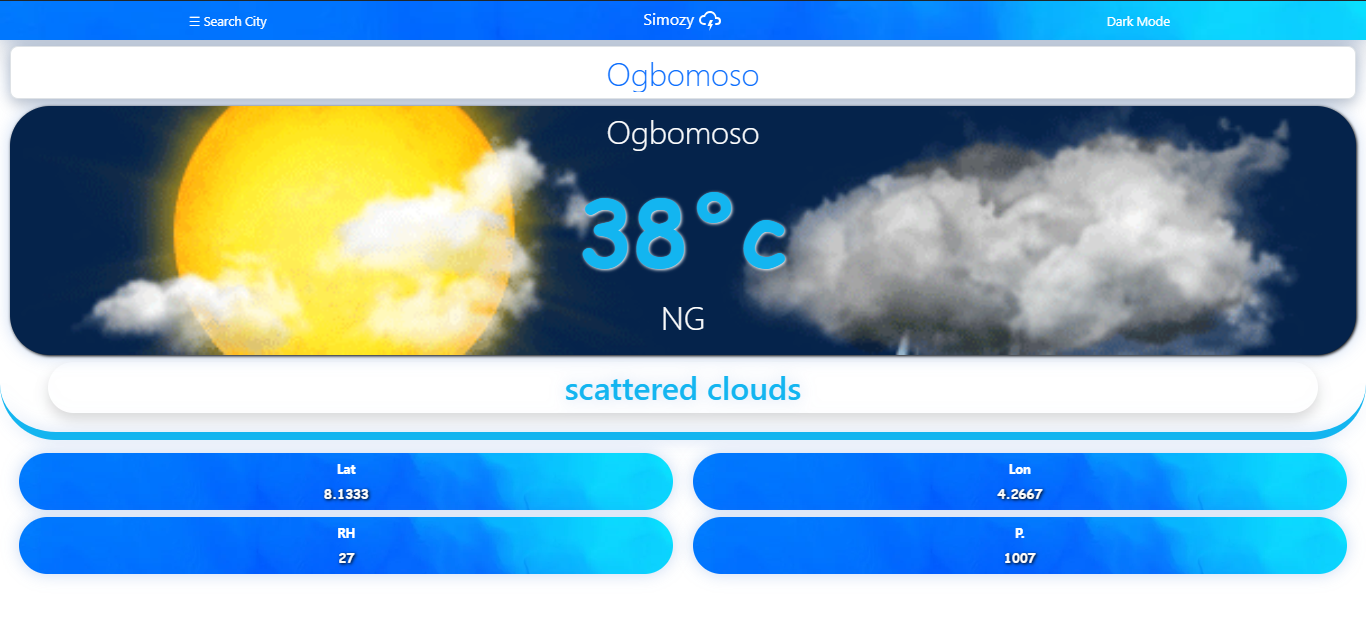 ☰ Search City
Simozy
Dark Mode
Ogbomoso
Ogbomoso
38°c
NG
scattered clouds
Lat
8.1333
Lon
4.2667
RH
27
P.
1007